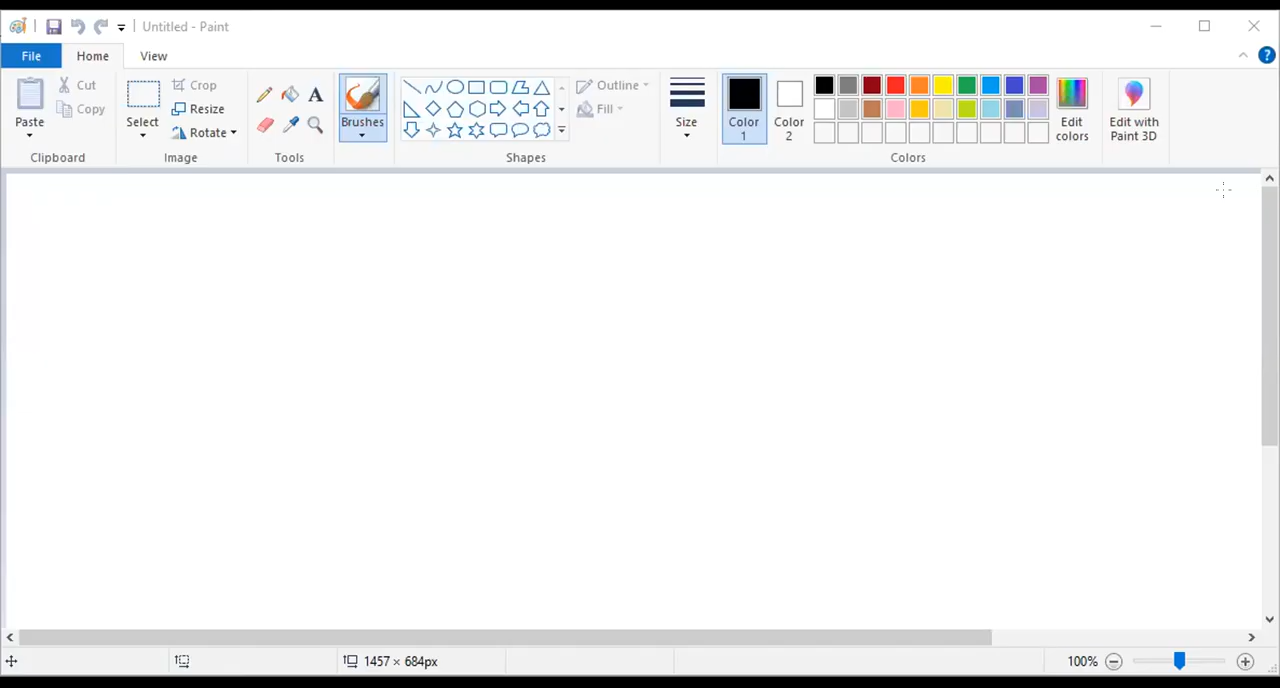 Untitled - Paint
File Home View
Paste
Cut
Copy
Clipboard
Select
Crop
Resize
Rotate
Image
A
Tools
Brushes
Shapes
Outline
Fill
Size
Color 1
Color 2
Colors
Edit colors
Edit with Paint 3D
?
1457 × 684px
100%